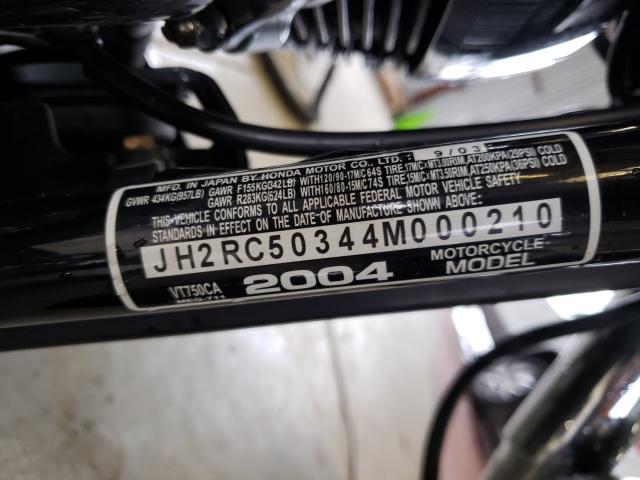 MFD. IN JAPAN BY HONDA MOTOR CO., LTD. 9/03
GVWR 434KG(957LB) GAWR F155KG(342LB) WITH120/90-17M/C 64S TIRE,17M/C×MT3.00RIM,AT200KPA(29PSI) COLD
GAWR R283KG(624LB) WITH160/80-15M/C74S TIRE,15M/C×MT3.50RIM,AT250KPA(36PSI) COLD
THIS VEHICLE CONFORMS TO ALL APPLICABLE FEDERAL MOTOR VEHICLE SAFETY
STANDARDS IN EFFECT ON THE DATE OF MANUFACTURE SHOWN ABOVE:
JH2RC50344M000210
VT750CA 2004 MOTORCYCLE
MODEL